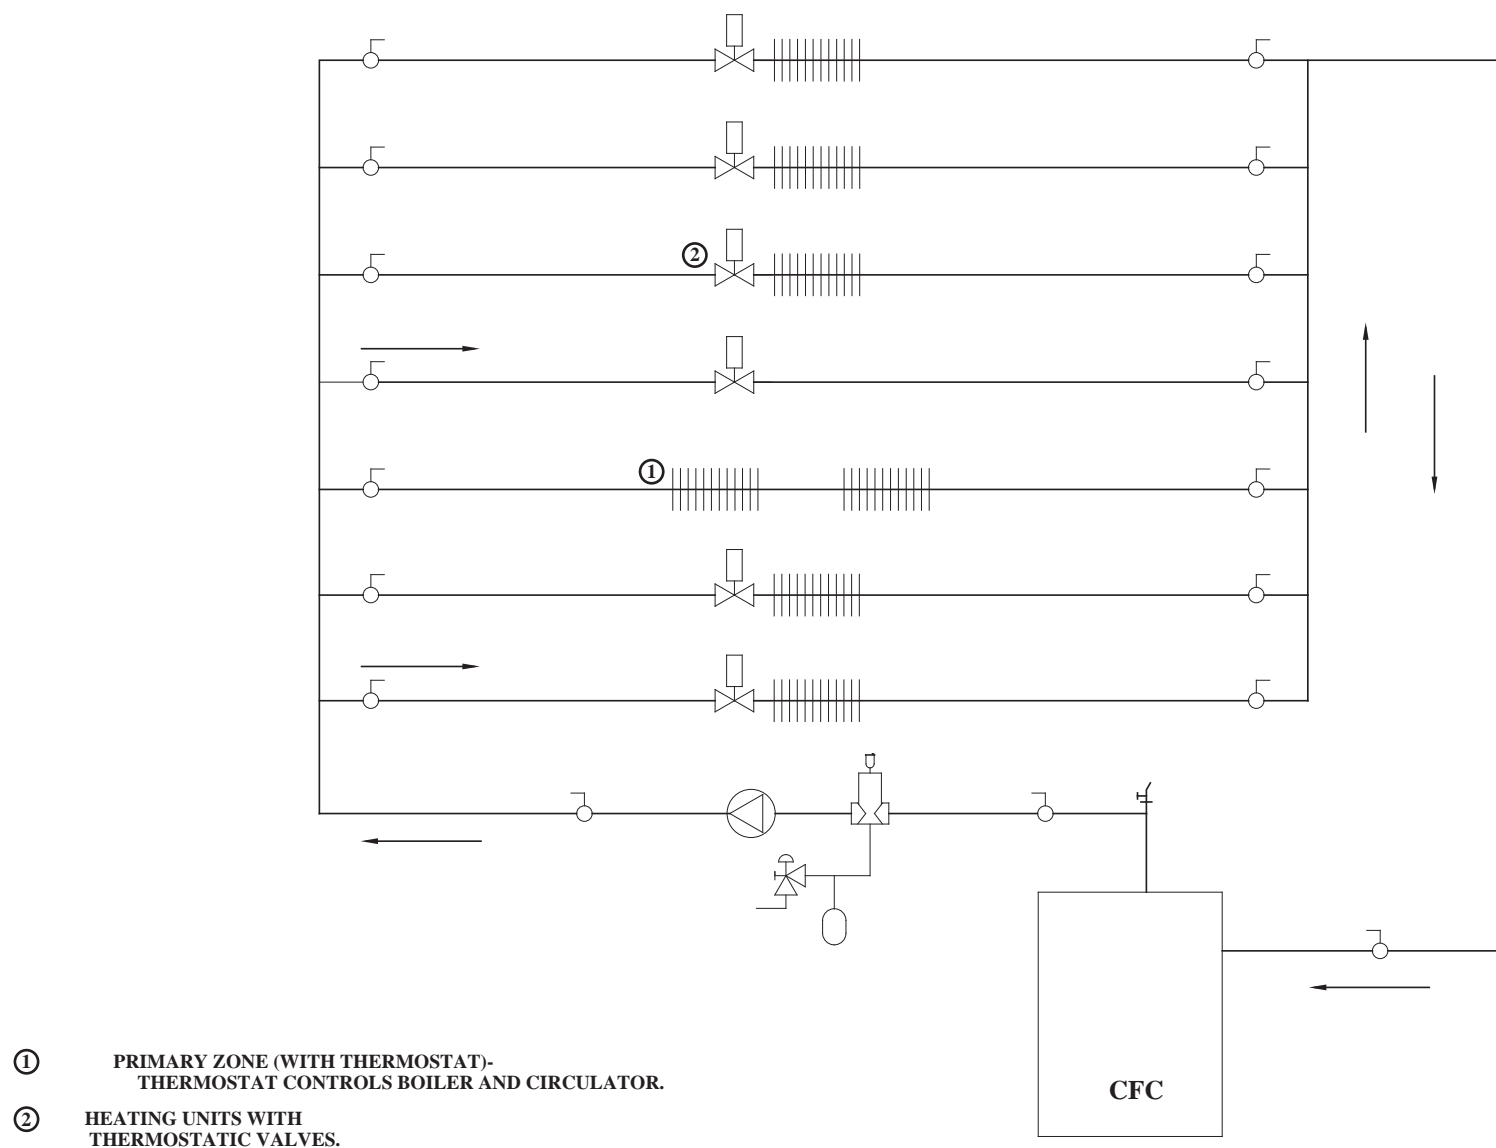 2
1
CFC
1 PRIMARY ZONE (WITH THERMOSTAT)-
THERMOSTAT CONTROLS BOILER AND CIRCULATOR.
2 HEATING UNITS WITH
THERMOSTATIC VALVES.